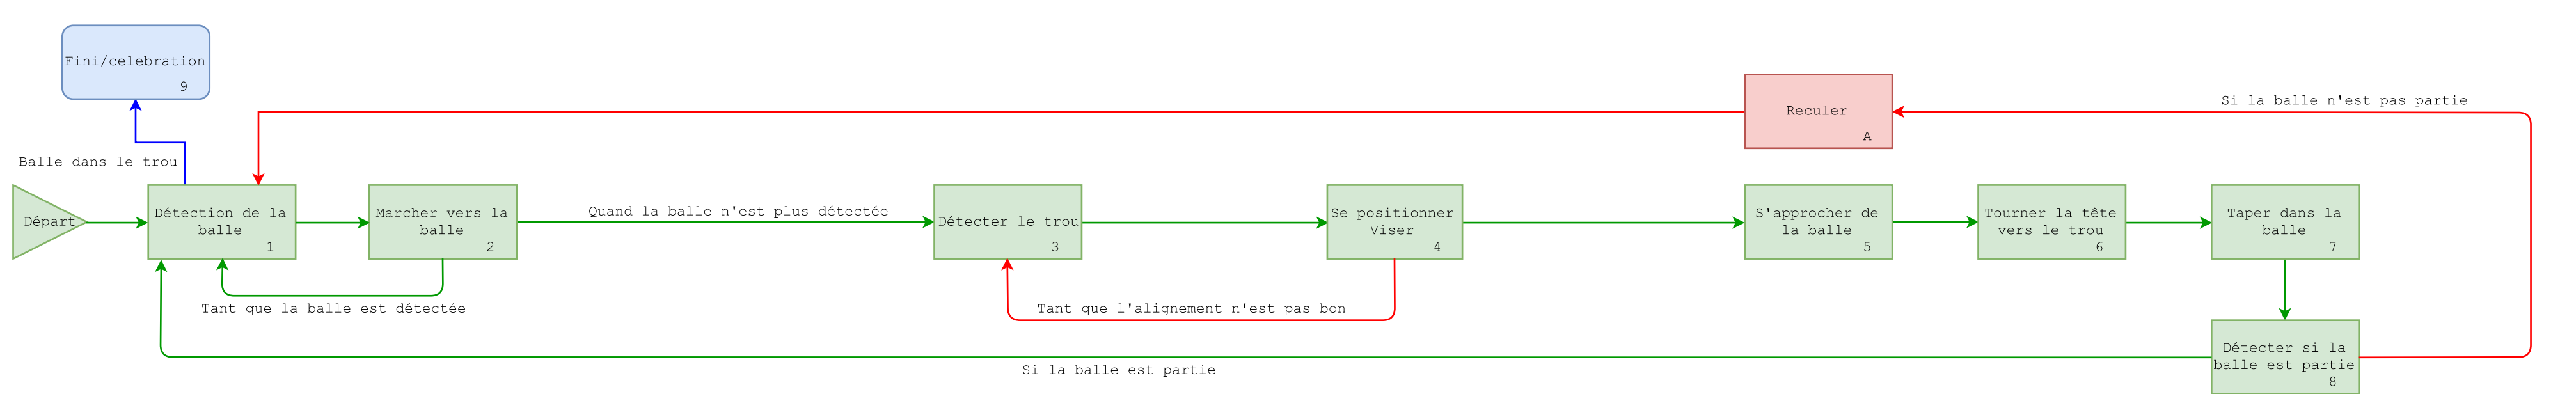 Fini/celebration
9
Reculer
A
Si la balle n'est pas partie
Balle dans le trou
Départ
Détection de la
balle
1
Marcher vers la
balle
2
Quand la balle n'est plus détectée
Détecter le trou
3
Se positionner
Viser
4
S'approcher de
la balle
5
Tourner la tête
vers le trou
6
Taper dans la
balle
7
Tant que la balle est détectée
Tant que l'alignement n'est pas bon
Détecter si la
balle est partie
8
Si la balle est partie